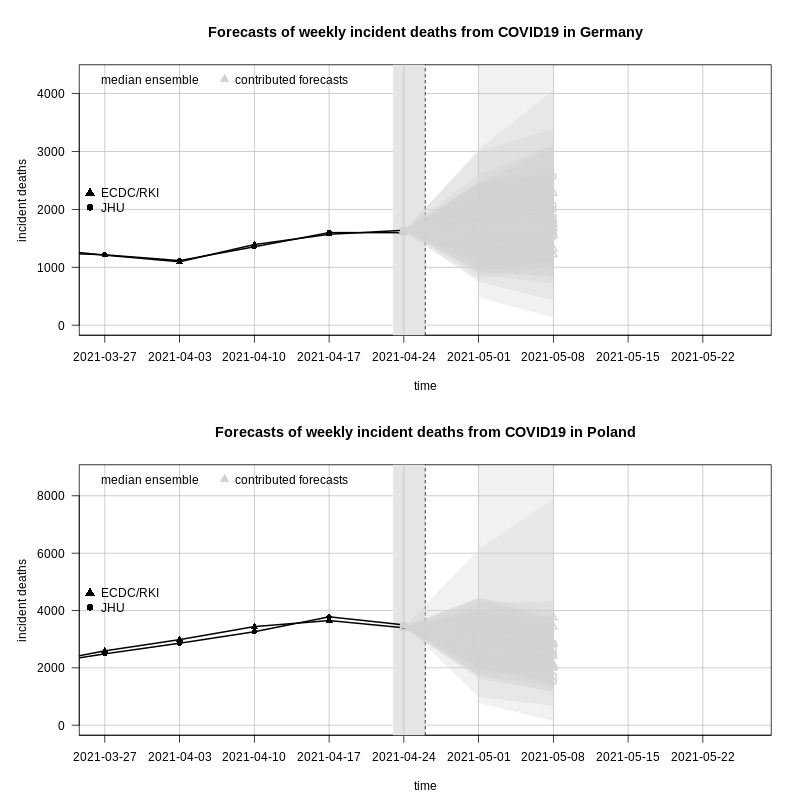 Forecasts of weekly incident deaths from COVID19 in Germany
median ensemble contributed forecasts
4000
3000
ECDC/RKI
JHU
2000
1000
0
incident deaths
2021-03-27 2021-04-03 2021-04-10 2021-04-17 2021-04-24 2021-05-01 2021-05-08 2021-05-15 2021-05-22
time
Forecasts of weekly incident deaths from COVID19 in Poland
median ensemble contributed forecasts
8000
6000
ECDC/RKI
4000
JHU
2000
0
incident deaths
2021-03-27 2021-04-03 2021-04-10 2021-04-17 2021-04-24 2021-05-01 2021-05-08 2021-05-15 2021-05-22
time